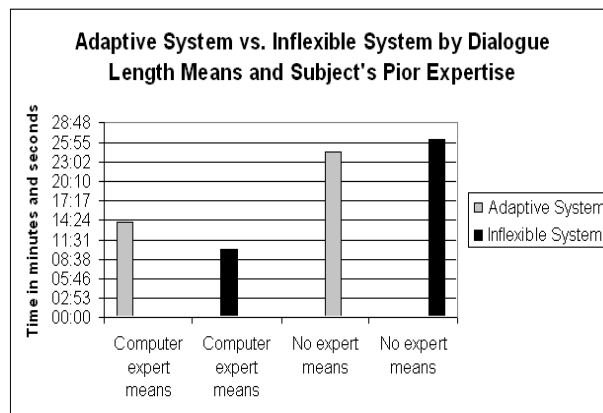 Adaptive System vs. Inflexible System by Dialogue
Length Means and Subject's Pior Expertise
Time in minutes and seconds
28:48
25:55
23:02
20:10
17:17
14:24
11:31
08:38
05:46
02:53
00:00
Computer
expert
means
Computer
expert
means
No expert
means
No expert
means
Adaptive System
Inflexible System